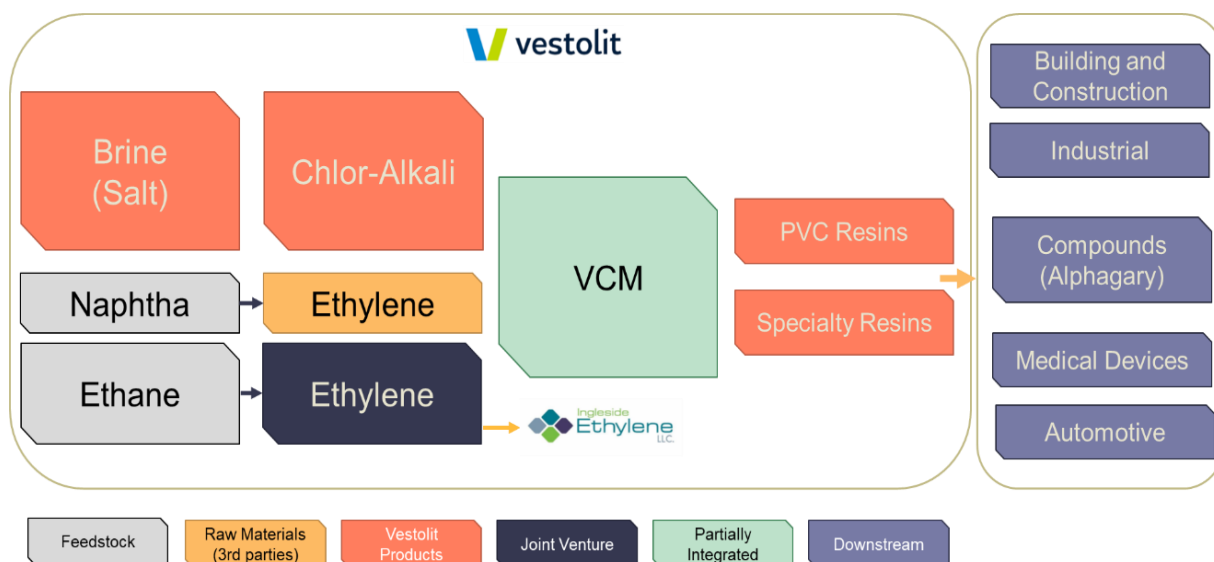 vestolit
Brine
(Salt)
Chlor-Alkali
Naphtha
Ethylene
Ethane
Ethylene
VCM
Ingleside
Ethylene
LLC.
PVC Resins
Specialty Resins
Building and
Construction
Industrial
Compounds
(Alphagary)
Medical Devices
Automotive
Feedstock
Raw Materials
(3rd parties)
Vestolit
Products
Joint Venture
Partially
Integrated
Downstream